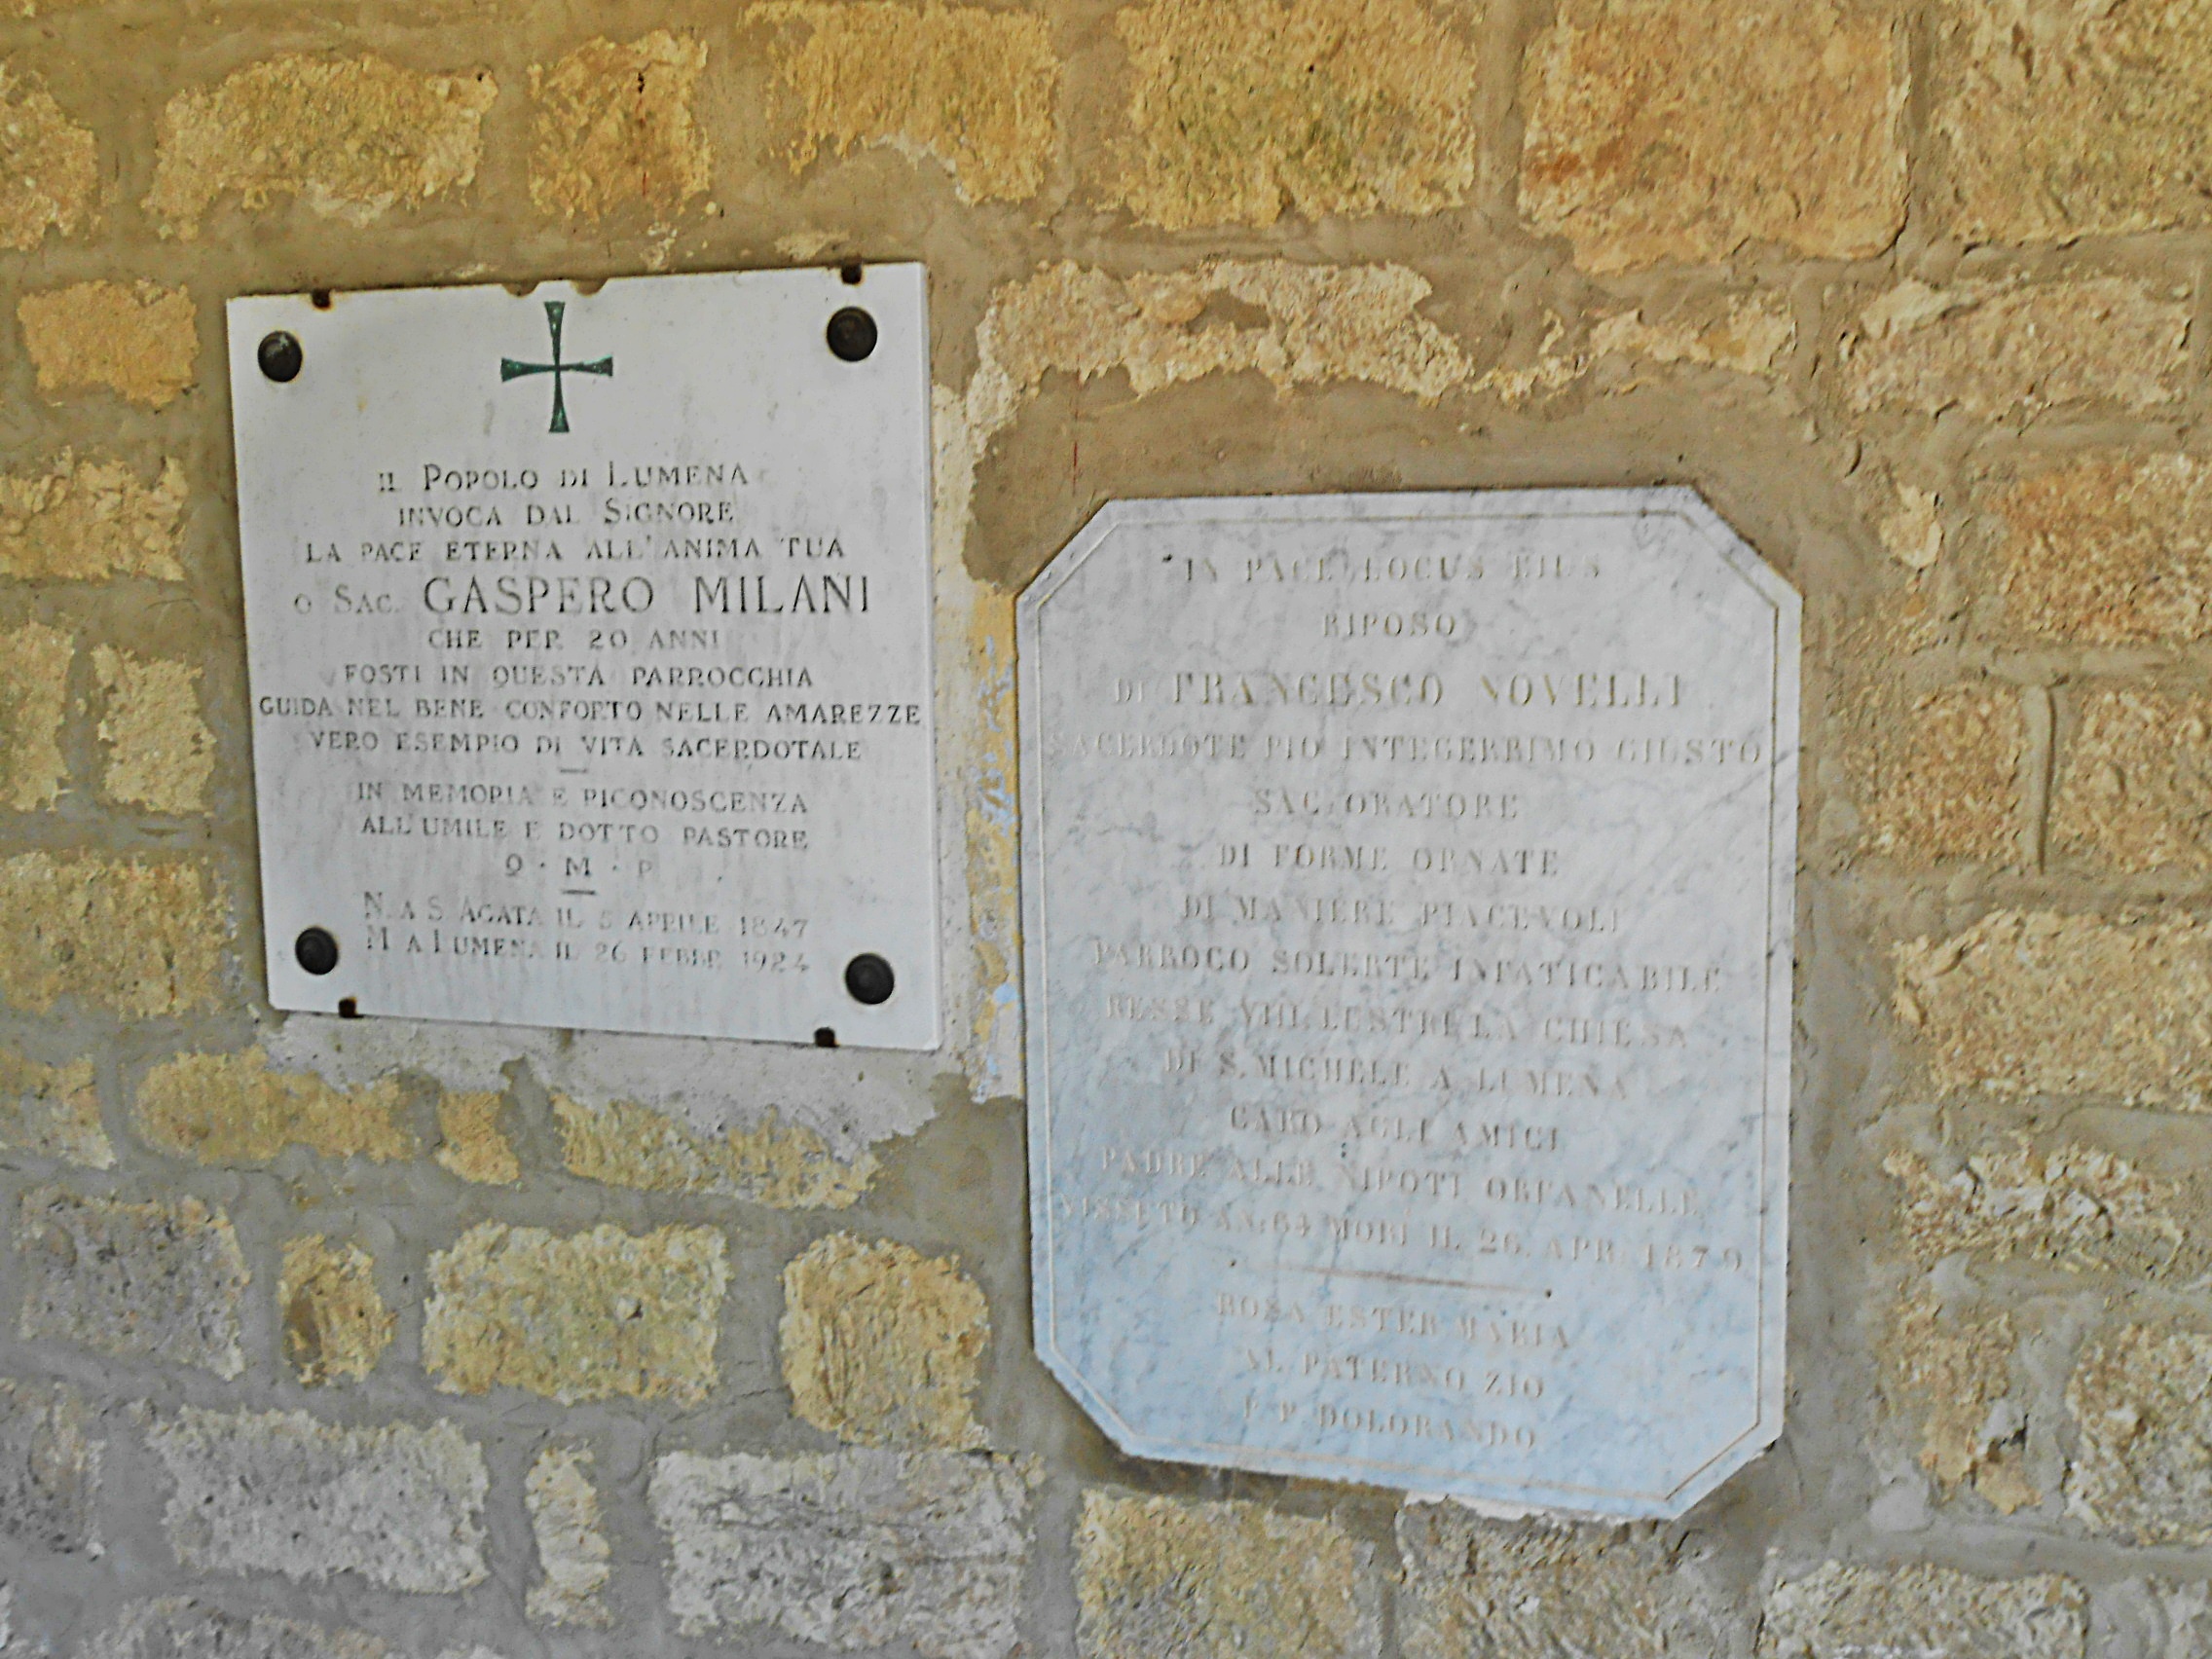 IL POPOLO DI LUMENA
INVOCA DAL SIGNORE
LA PACE ETERNA ALL'ANIMA TUA
O SAC. GASPERO MILANI
CHE PER 20 ANNI
FOSTI IN QUESTA PARROCCHIA
GUIDA NEL BENE CONFORTO NELLE AMAREZZE
VERO ESEMPIO DI VITA SACERDOTALE
IN MEMORIA E RICONOSCENZA
ALL'UMILE E DOTTO PASTORE
Q · M · P
N. A S. AGATA IL 5 APRILE 1847
M A LUMENA IL 26 FEBBR. 1924
IN PACE LOCUS EIUS
RIPOSO
DI FRANCESCO NOVELLI
SACERDOTE PIO INTEGERRIMO GIUSTO
SAC: ORATORE
DI FORME ORNATE
DI MANIERE PIACEVOLI
PARROCO SOLERTE INFATICABILE
RESSE VIII LUSTRI LA CHIESA
DI S. MICHELE A LUMENA
CARO AGLI AMICI
PADRE ALLE NIPOTI ORFANELLE
VISSUTO AN: 64 MORÌ IL 26. APR. 1879
ROSA ESTER MARIA
AL PATERNO ZIO
P. P. DOLORANDO